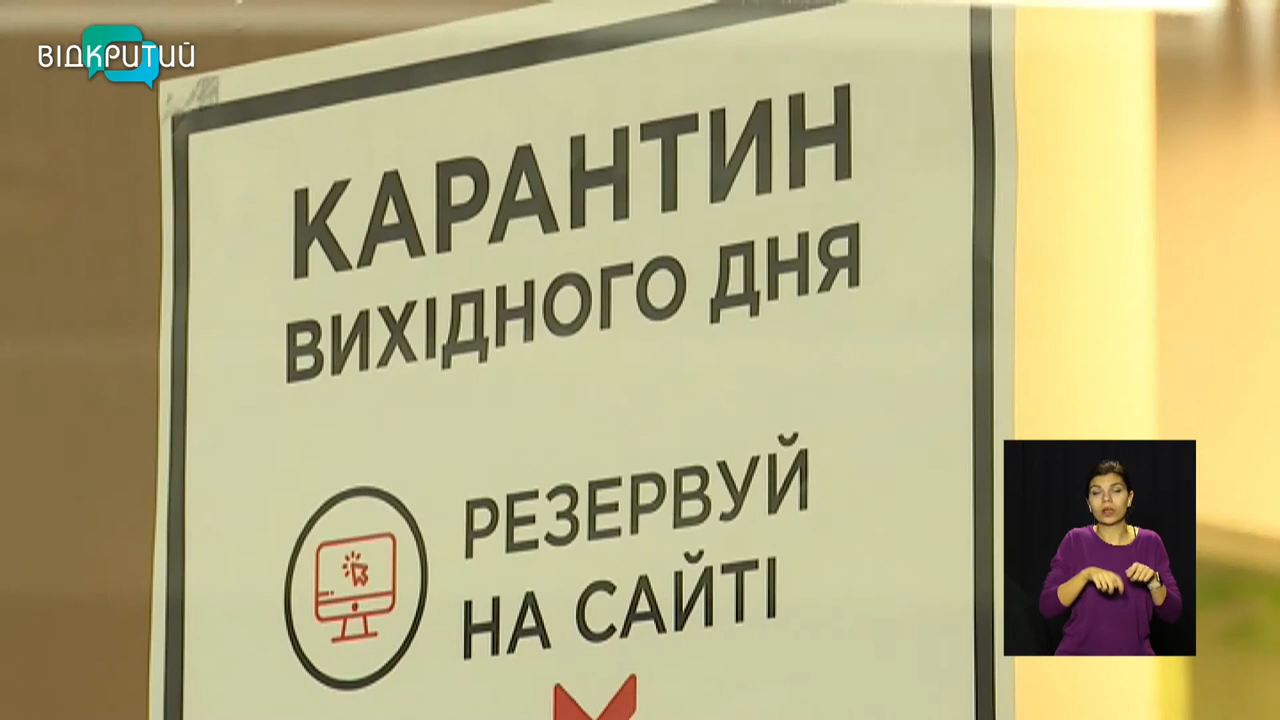 ВІДКРИТИЙ
КАРАНТИН
ВИХІДНОГО ДНЯ
РЕЗЕРВУЙ
НА САЙТІ